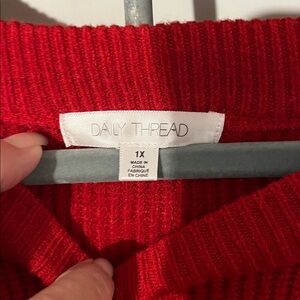 DAILY THREAD
1X
MADE IN
CHINA
FABRIQUÉ
EN CHINE